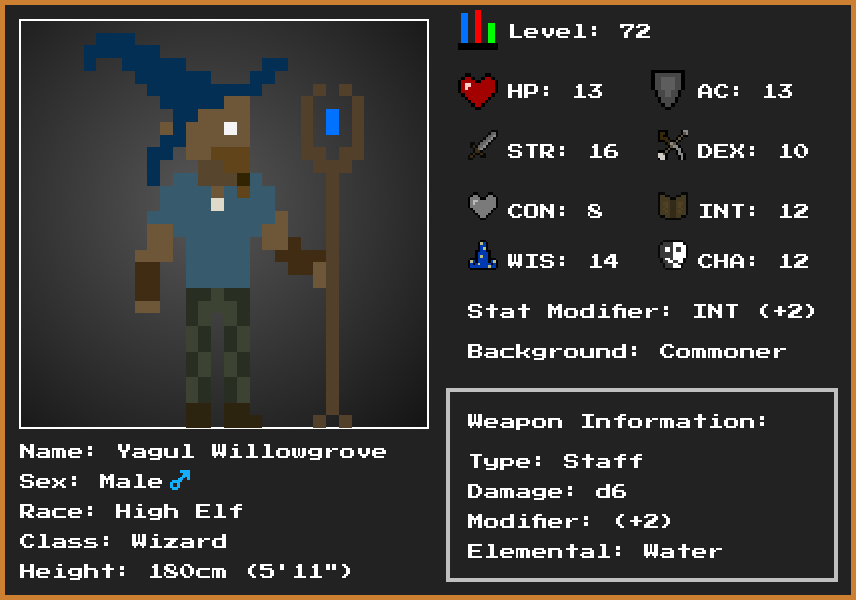 Level: 72
HP: 13
AC: 13
STR: 16
DEX: 10
CON: 8
INT: 12
WIS: 14
CHA: 12
Stat Modifier: INT (+2)
Background: Commoner
Weapon Information:
Type: Staff
Damage: d6
Modifier: (+2)
Elemental: Water
Name: Yagul Willowgrove
Sex: Male♂
Race: High Elf
Class: Wizard
Height: 180cm (5'11")